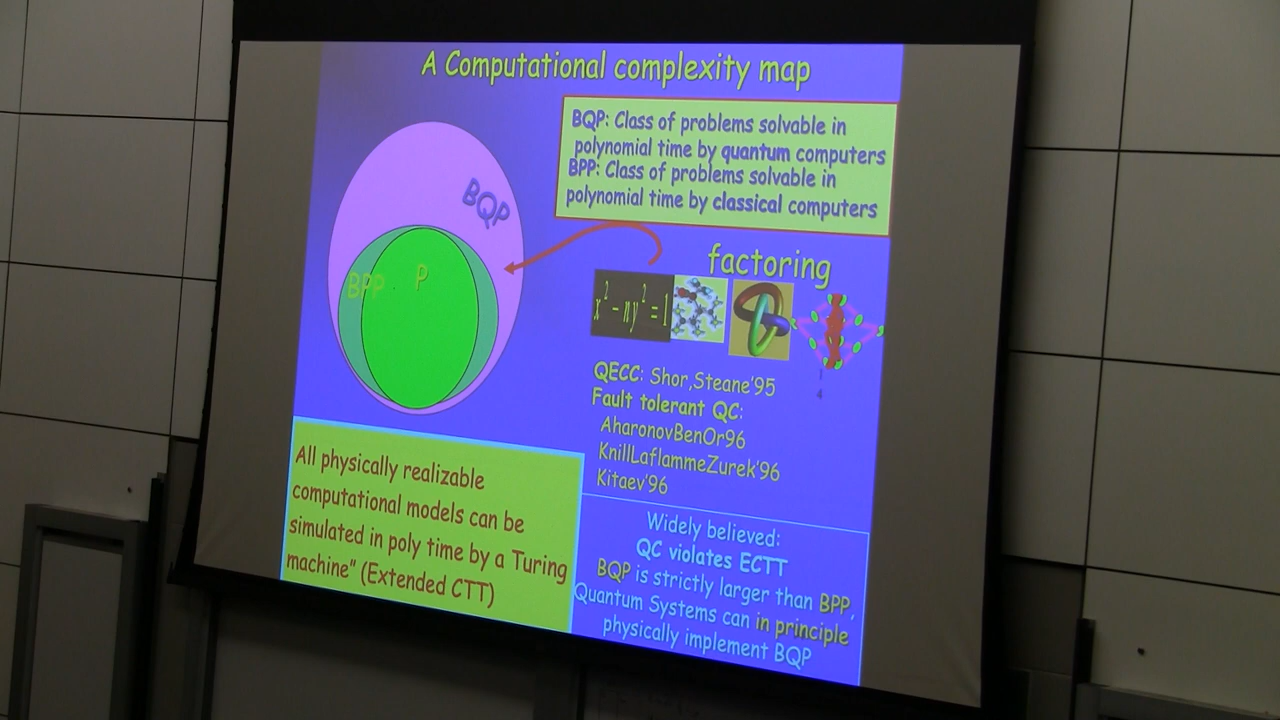 A Computational complexity map
BQP: Class of problems solvable in
polynomial time by quantum computers
BPP: Class of problems solvable in
polynomial time by classical computers
BQP
BPP
P
factoring
x²-ny²=1
QECC: Shor,Steane'95
Fault tolerant QC:
AharonovBenOr96
KnillLaflammeZurek'96
Kitaev'96
1
4
All physically realizable
computational models can be
simulated in poly time by a Turing
machine" (Extended CTT)
Widely believed:
QC violates ECTT
BQP is strictly larger than BPP,
Quantum Systems can in principle
physically implement BQP